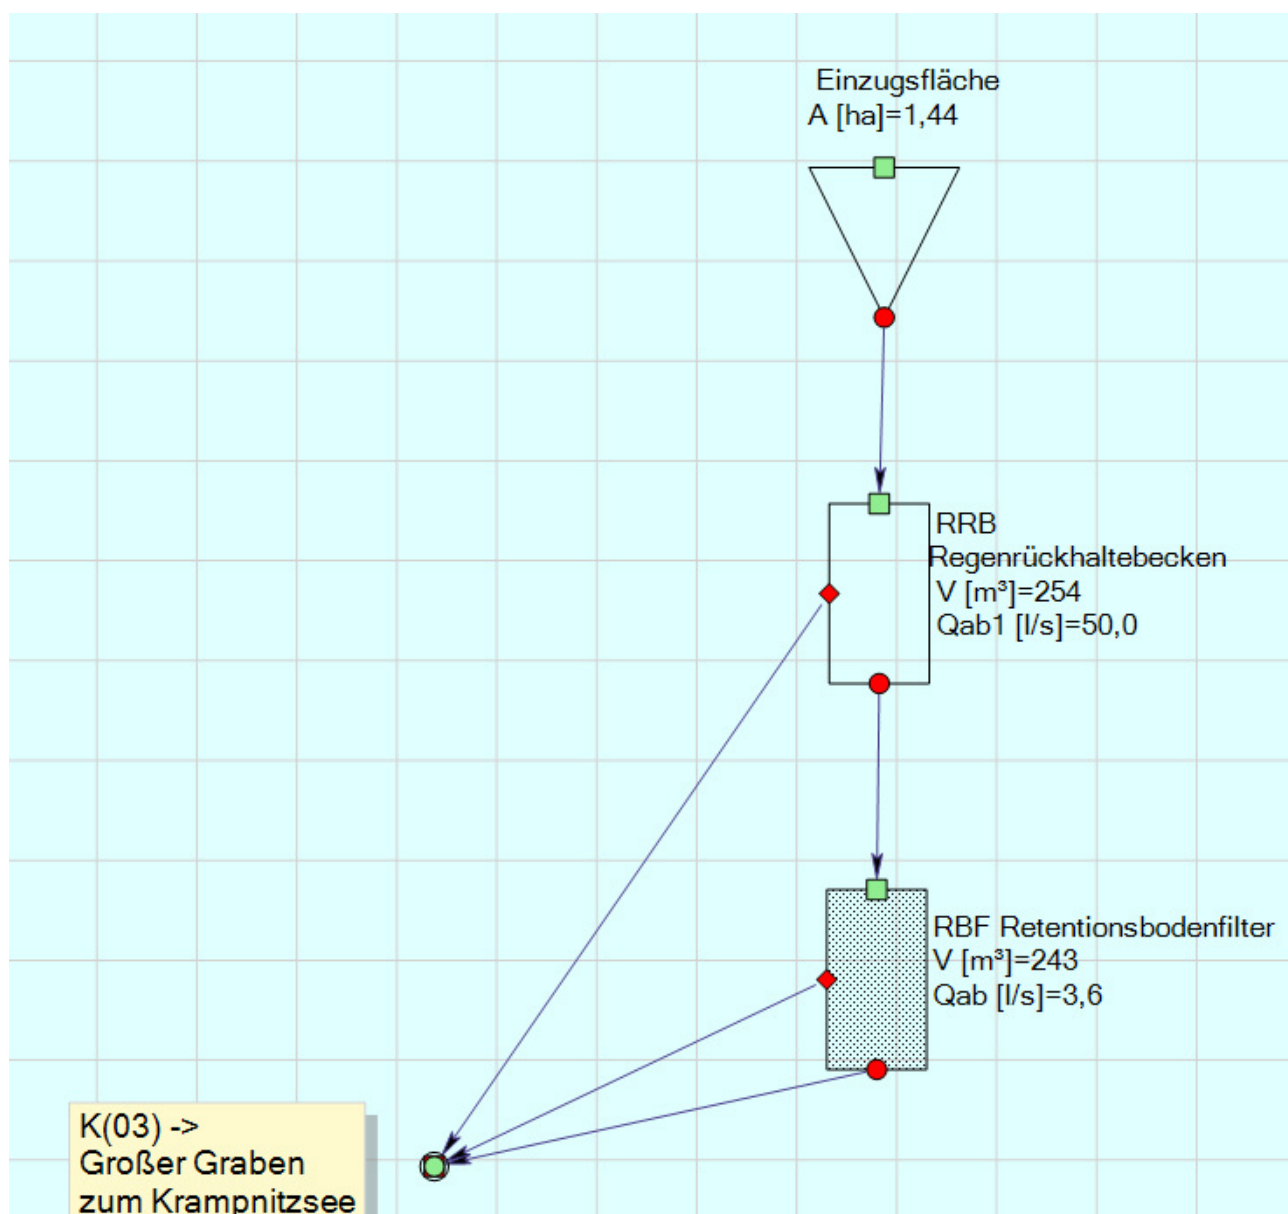 Einzugsfläche
A [ha]=1,44
RRB
Regenrückhaltebecken
V [m³]=254
Qab1 [l/s]=50,0
RBF Retentionsbodenfilter
V [m³]=243
Qab [l/s]=3,6
K(03) ->
Großer Graben
zum Krampnitzsee